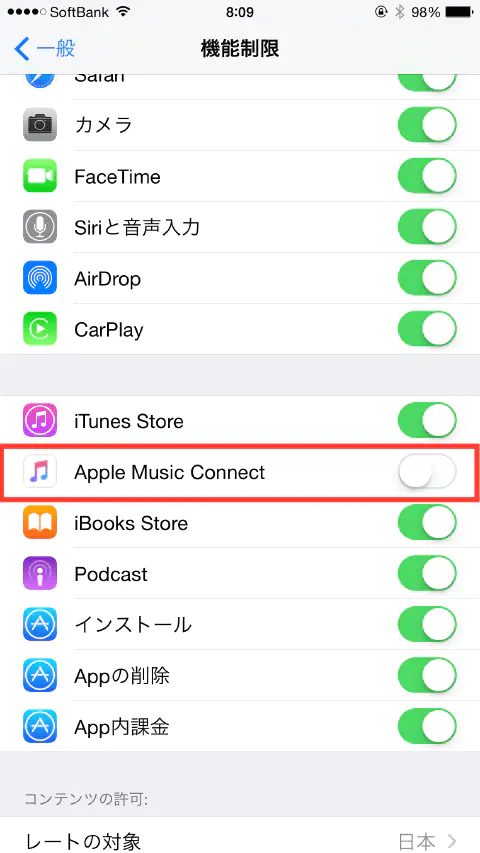 SoftBank 8:09 98%
一般 機能制限
Safari
カメラ
FaceTime
Siriと音声入力
AirDrop
CarPlay
iTunes Store
Apple Music Connect
iBooks Store
Podcast
インストール
Appの削除
App内課金
コンテンツの許可:
レートの対象 日本